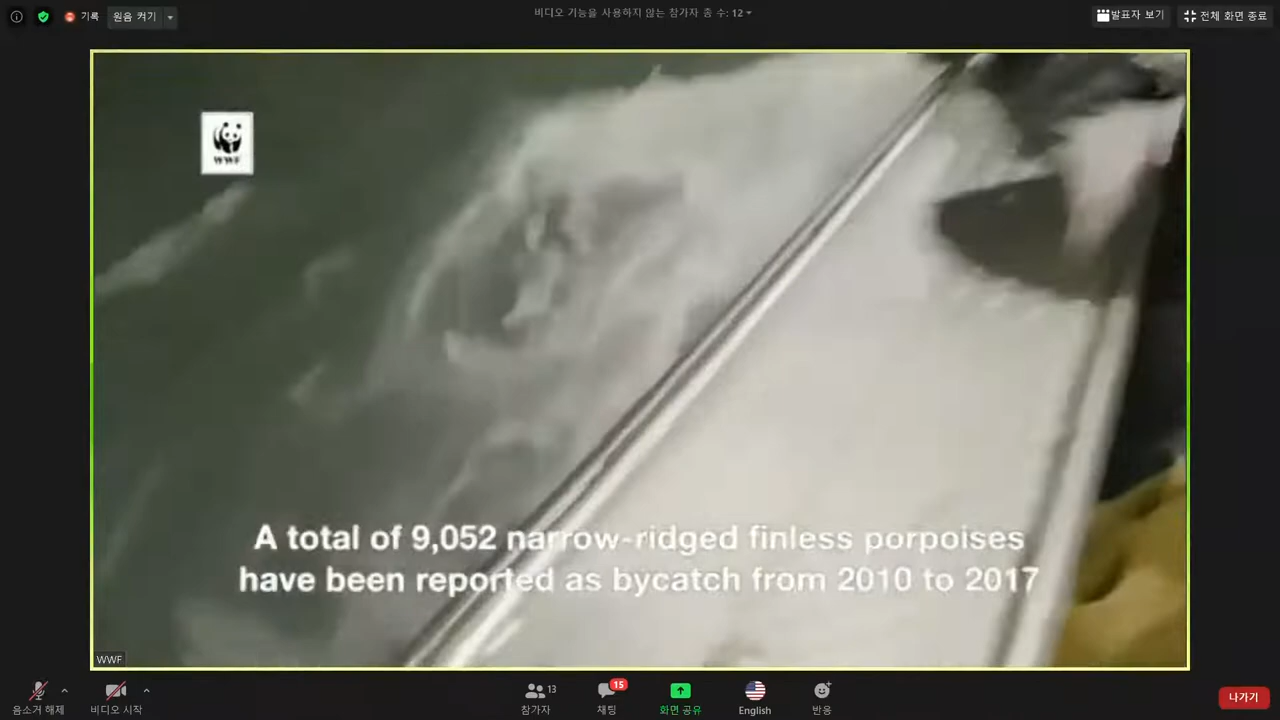 기록
원음 켜기
비디오 기능을 사용하지 않는 참가자 총 수: 12
발표자 보기
전체 화면 종료
WWF
A total of 9,052 narrow-ridged finless porpoises
have been reported as bycatch from 2010 to 2017
WWF
음소거 해제
비디오 시작
13
참가자
15
채팅
화면 공유
English
반응
나가기